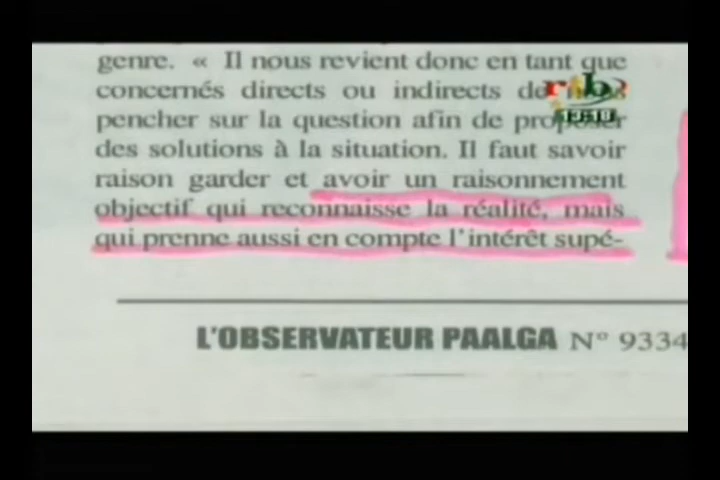 genre. « Il nous revient donc en tant que
concernés directs ou indirects de nous
pencher sur la question afin de proposer
des solutions à la situation. Il faut savoir
raison garder et avoir un raisonnement
objectif qui reconnaisse la réalité, mais
qui prenne aussi en compte l'intérêt supé-
L'OBSERVATEUR PAALGA N° 9334
rtb